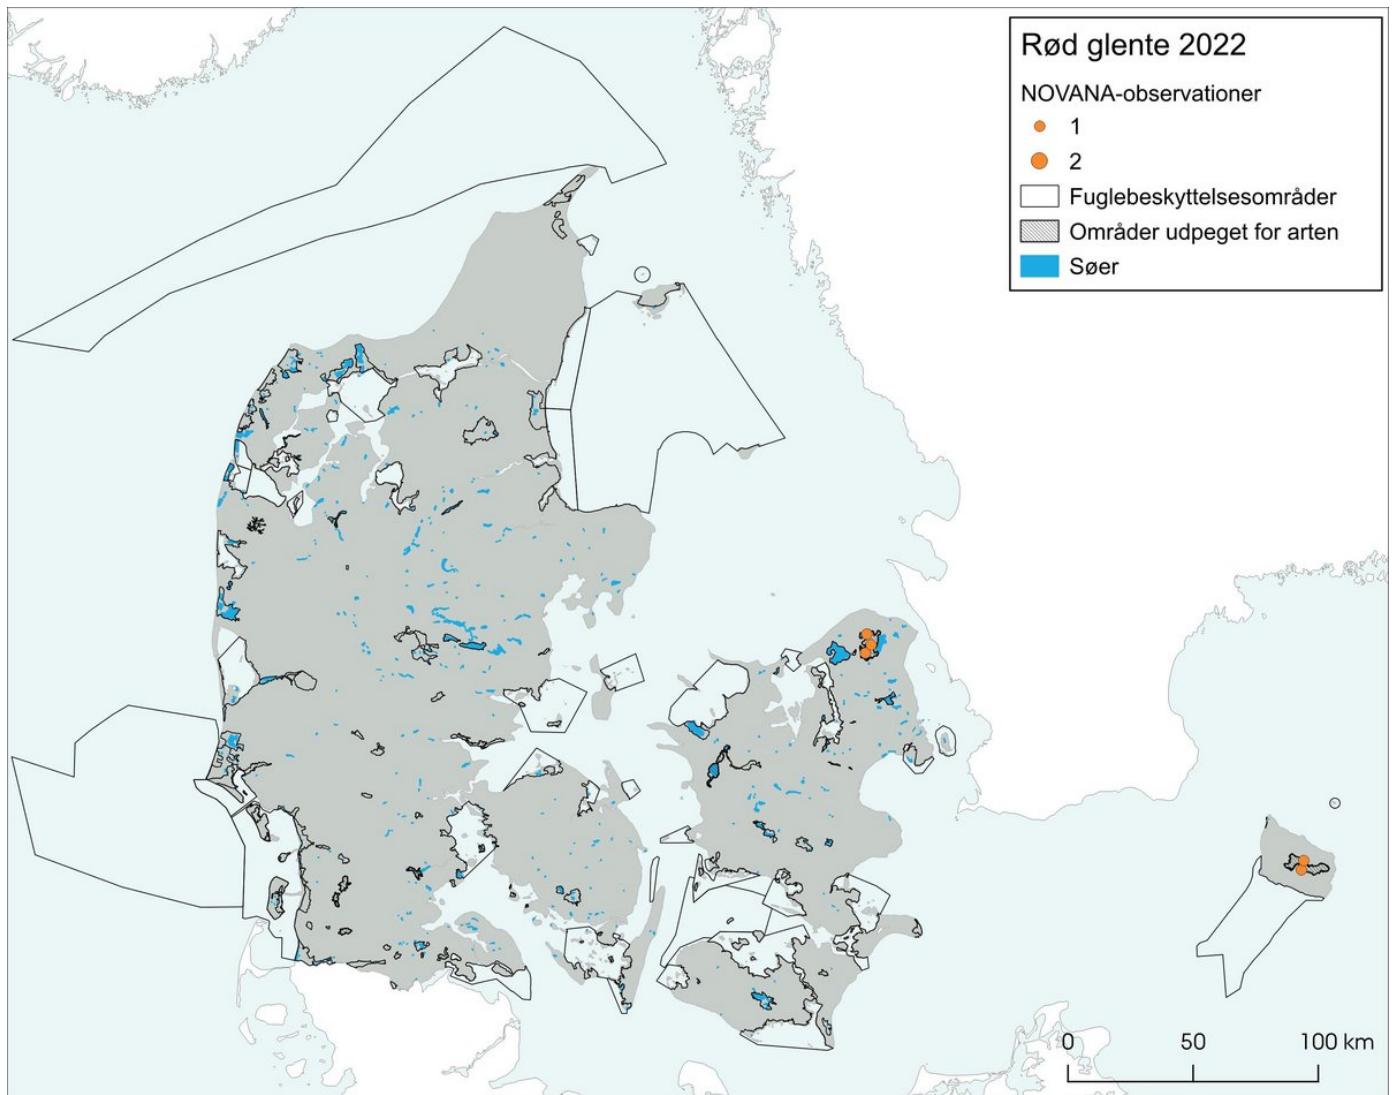 Rød glente 2022
NOVANA-observationer
1
2
Fuglebeskyttelsesområder
Områder udpeget for arten
Søer
0 50 100 km